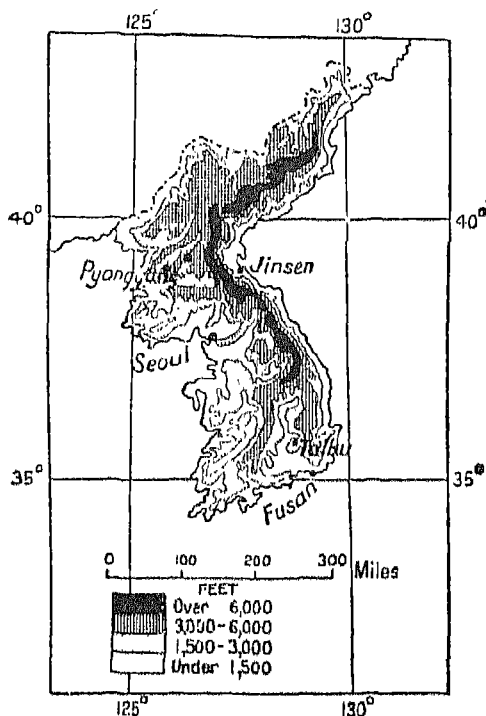 125° 130°
40° 40°
Pyongyang Jinsen
Seoul
Taihu
35° 35°
Fusan
0 100 200 300 Miles
FEET
Over 6,000
3,000-6,000
1,500-3,000
Under 1,500
125° 130°